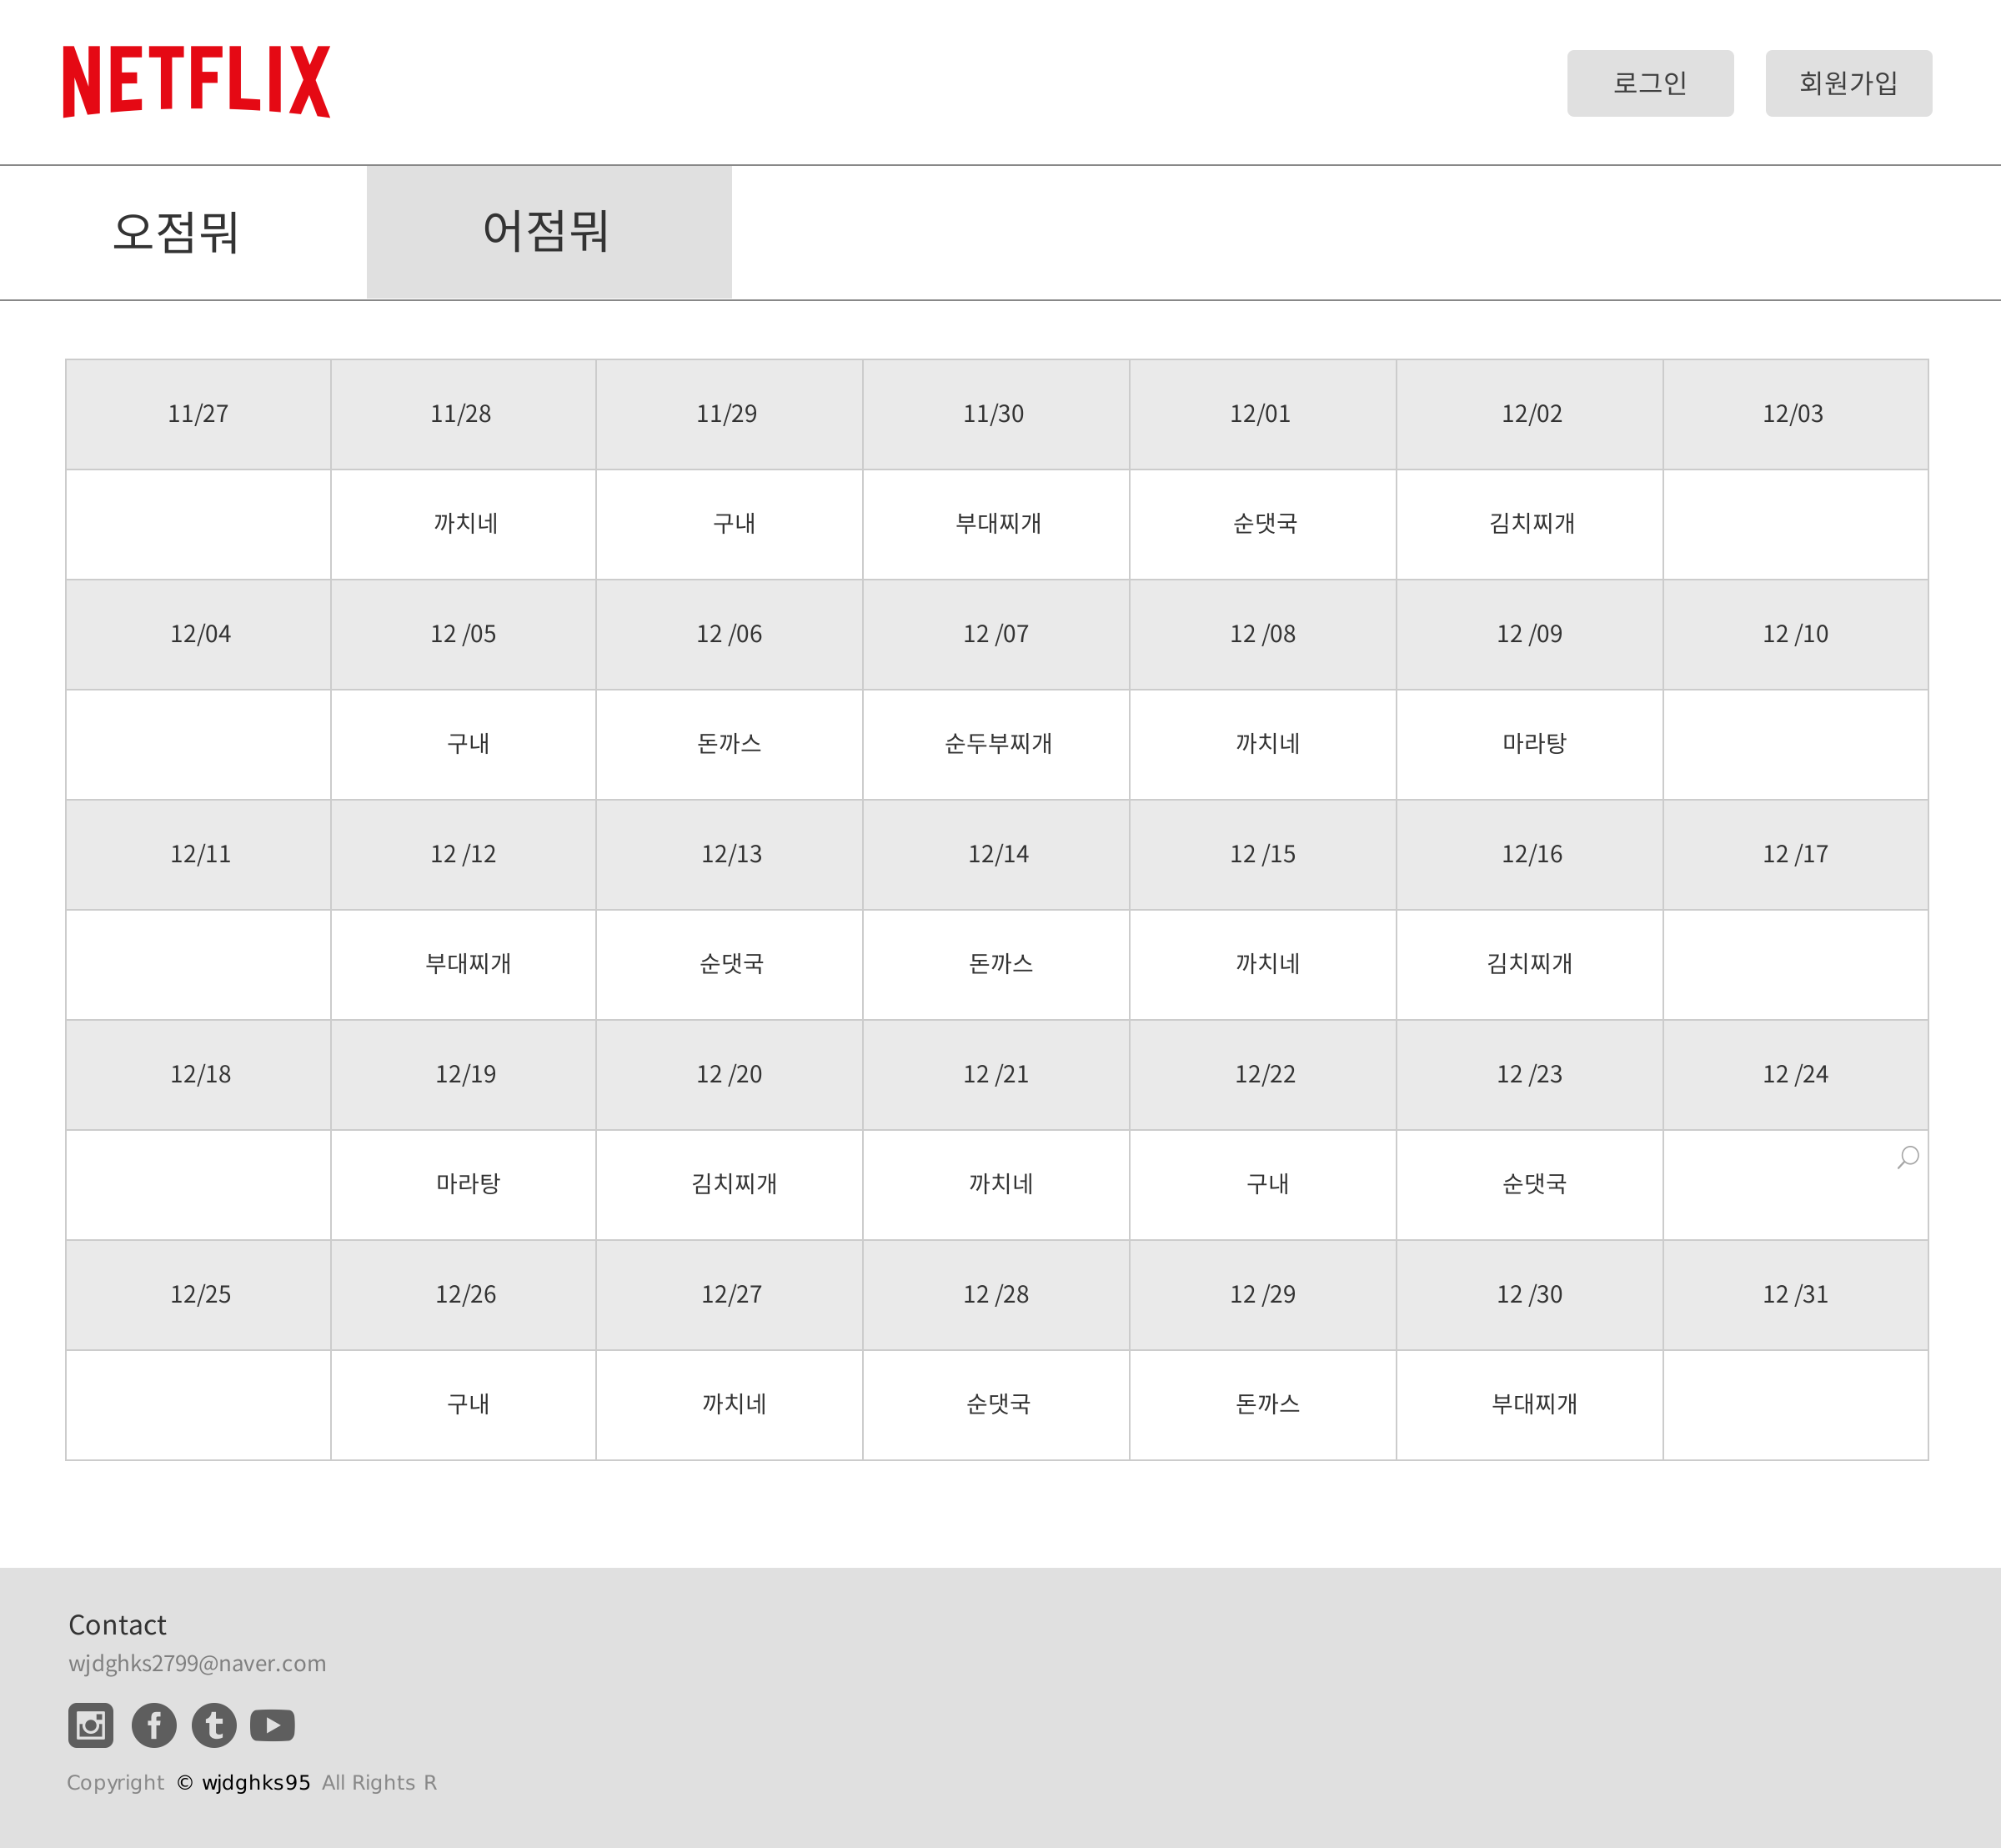 NETFLIX
로그인 회원가입
오점뭐 어점뭐
11/27 11/28 11/29 11/30 12/01 12/02 12/03
까치네 구내 부대찌개 순댓국 김치찌개
12/04 12 /05 12 /06 12 /07 12 /08 12 /09 12 /10
구내 돈까스 순두부찌개 까치네 마라탕
12/11 12 /12 12/13 12/14 12 /15 12/16 12 /17
부대찌개 순댓국 돈까스 까치네 김치찌개
12/18 12/19 12 /20 12 /21 12/22 12 /23 12 /24
마라탕 김치찌개 까치네 구내 순댓국
12/25 12/26 12/27 12 /28 12 /29 12 /30 12 /31
구내 까치네 순댓국 돈까스 부대찌개
Contact
wjdghks2799@naver.com
Copyright © wjdghks95 All Rights R